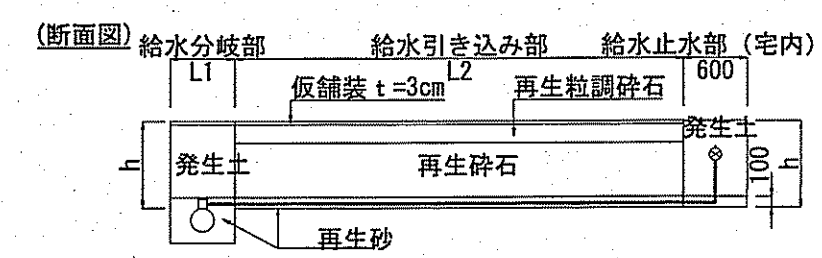 (断面図)
給水分岐部 給水引き込み部 給水止水部 (宅内)
L1 L2 600
仮舗装 t=3cm 再生粒調砕石
発生土
h 発生土 再生砕石 100 h
再生砂